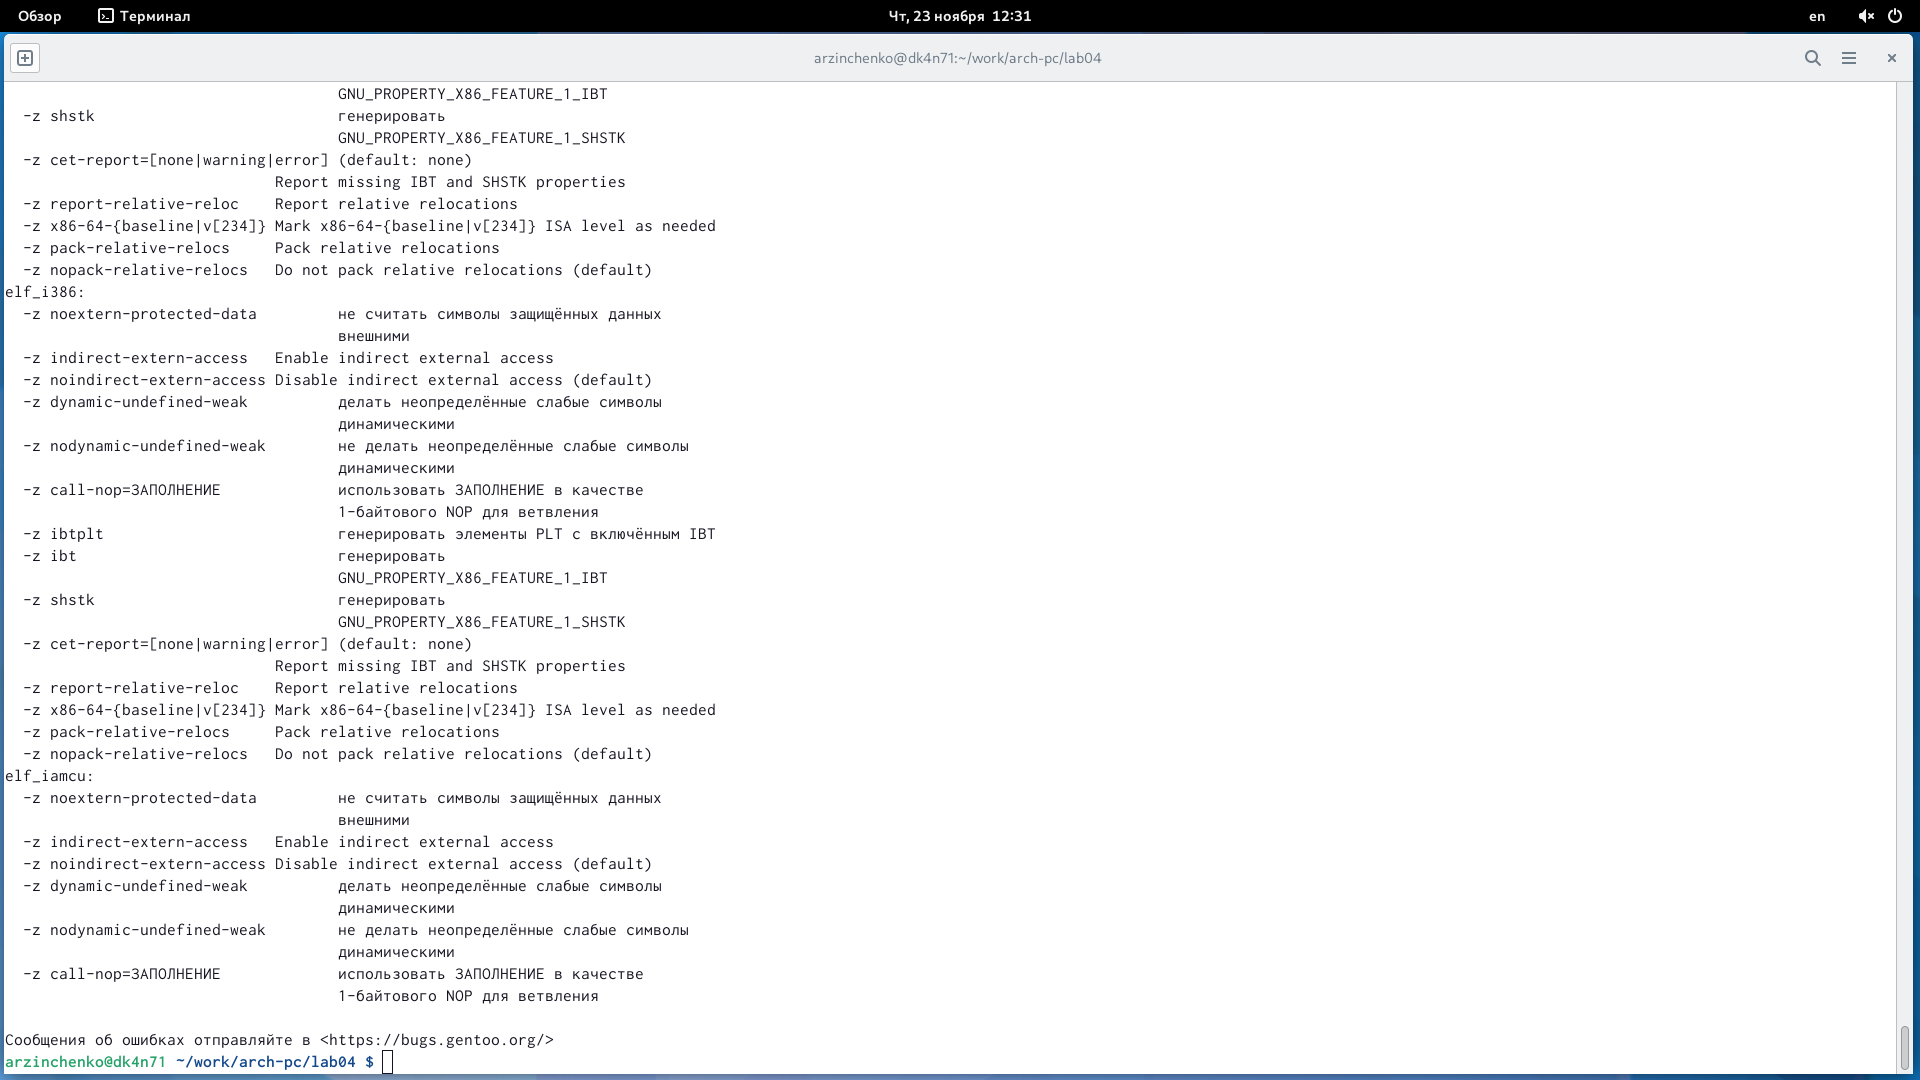 Обзор Терминал Чт, 23 ноября 12:31 en
arzinchenko@dk4n71:~/work/arch-pc/lab04
GNU_PROPERTY_X86_FEATURE_1_IBT
-z shstk генерировать
GNU_PROPERTY_X86_FEATURE_1_SHSTK
-z cet-report=[none|warning|error] (default: none)
Report missing IBT and SHSTK properties
-z report-relative-reloc Report relative relocations
-z x86-64-{baseline|v[234]} Mark x86-64-{baseline|v[234]} ISA level as needed
-z pack-relative-relocs Pack relative relocations
-z nopack-relative-relocs Do not pack relative relocations (default)
elf_i386:
-z noextern-protected-data не считать символы защищённых данных
внешними
-z indirect-extern-access Enable indirect external access
-z noindirect-extern-access Disable indirect external access (default)
-z dynamic-undefined-weak делать неопределённые слабые символы
динамическими
-z nodynamic-undefined-weak не делать неопределённые слабые символы
динамическими
-z call-nop=ЗАПОЛНЕНИЕ использовать ЗАПОЛНЕНИЕ в качестве
1-байтового NOP для ветвления
-z ibtplt генерировать элементы PLT с включённым IBT
-z ibt генерировать
GNU_PROPERTY_X86_FEATURE_1_IBT
-z shstk генерировать
GNU_PROPERTY_X86_FEATURE_1_SHSTK
-z cet-report=[none|warning|error] (default: none)
Report missing IBT and SHSTK properties
-z report-relative-reloc Report relative relocations
-z x86-64-{baseline|v[234]} Mark x86-64-{baseline|v[234]} ISA level as needed
-z pack-relative-relocs Pack relative relocations
-z nopack-relative-relocs Do not pack relative relocations (default)
elf_iamcu:
-z noextern-protected-data не считать символы защищённых данных
внешними
-z indirect-extern-access Enable indirect external access
-z noindirect-extern-access Disable indirect external access (default)
-z dynamic-undefined-weak делать неопределённые слабые символы
динамическими
-z nodynamic-undefined-weak не делать неопределённые слабые символы
динамическими
-z call-nop=ЗАПОЛНЕНИЕ использовать ЗАПОЛНЕНИЕ в качестве
1-байтового NOP для ветвления
Сообщения об ошибках отправляйте в <https://bugs.gentoo.org/>
arzinchenko@dk4n71 ~/work/arch-pc/lab04 $